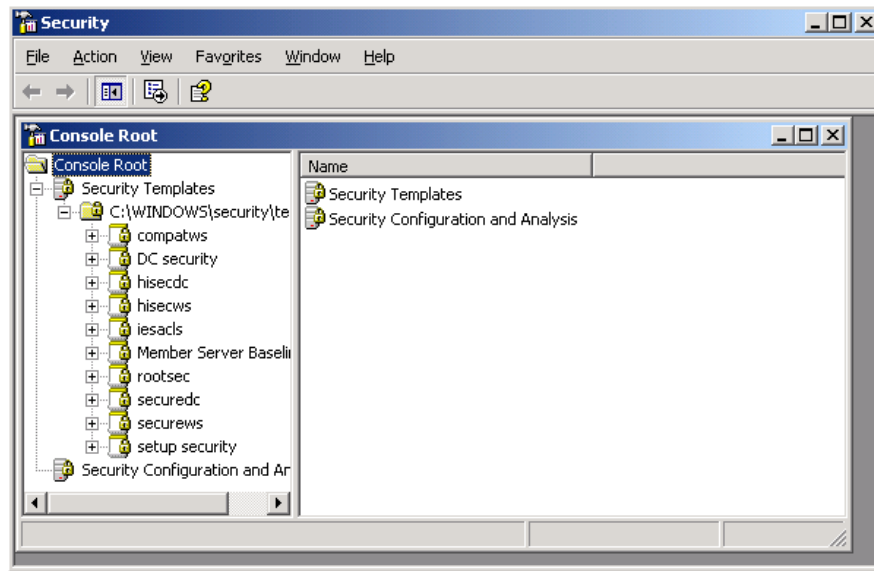 Security
File Action View Favorites Window Help
Console Root
Console Root
Security Templates
C:\WINDOWS\security\te
compatws
DC security
hisecdc
hisecws
iesacls
Member Server Baselin
rootsec
securedc
securews
setup security
Security Configuration and An
Name
Security Templates
Security Configuration and Analysis